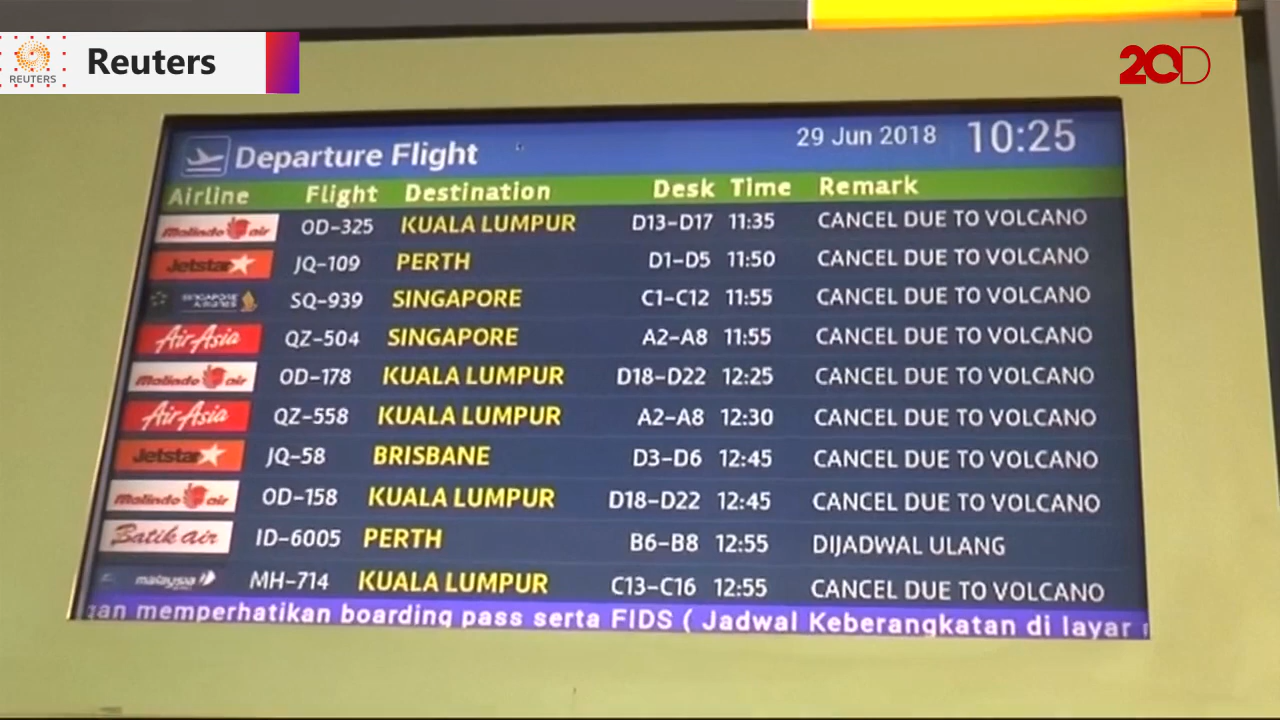 REUTERS Reuters
20D
Departure Flight 29 Jun 2018 10:25
Airline Flight Destination Desk Time Remark
Malindo air OD-325 KUALA LUMPUR D13-D17 11:35 CANCEL DUE TO VOLCANO
Jetstar JQ-109 PERTH D1-D5 11:50 CANCEL DUE TO VOLCANO
SINGAPORE AIRLINES SQ-939 SINGAPORE C1-C12 11:55 CANCEL DUE TO VOLCANO
AirAsia QZ-504 SINGAPORE A2-A8 11:55 CANCEL DUE TO VOLCANO
Malindo air OD-178 KUALA LUMPUR D18-D22 12:25 CANCEL DUE TO VOLCANO
AirAsia QZ-558 KUALA LUMPUR A2-A8 12:30 CANCEL DUE TO VOLCANO
Jetstar JQ-58 BRISBANE D3-D6 12:45 CANCEL DUE TO VOLCANO
Malindo air OD-158 KUALA LUMPUR D18-D22 12:45 CANCEL DUE TO VOLCANO
Batik air ID-6005 PERTH B6-B8 12:55 DIJADWAL ULANG
malaysia MH-714 KUALA LUMPUR C13-C16 12:55 CANCEL DUE TO VOLCANO
gan memperhatikan boarding pass serta FIDS ( Jadwal Keberangkatan di layar